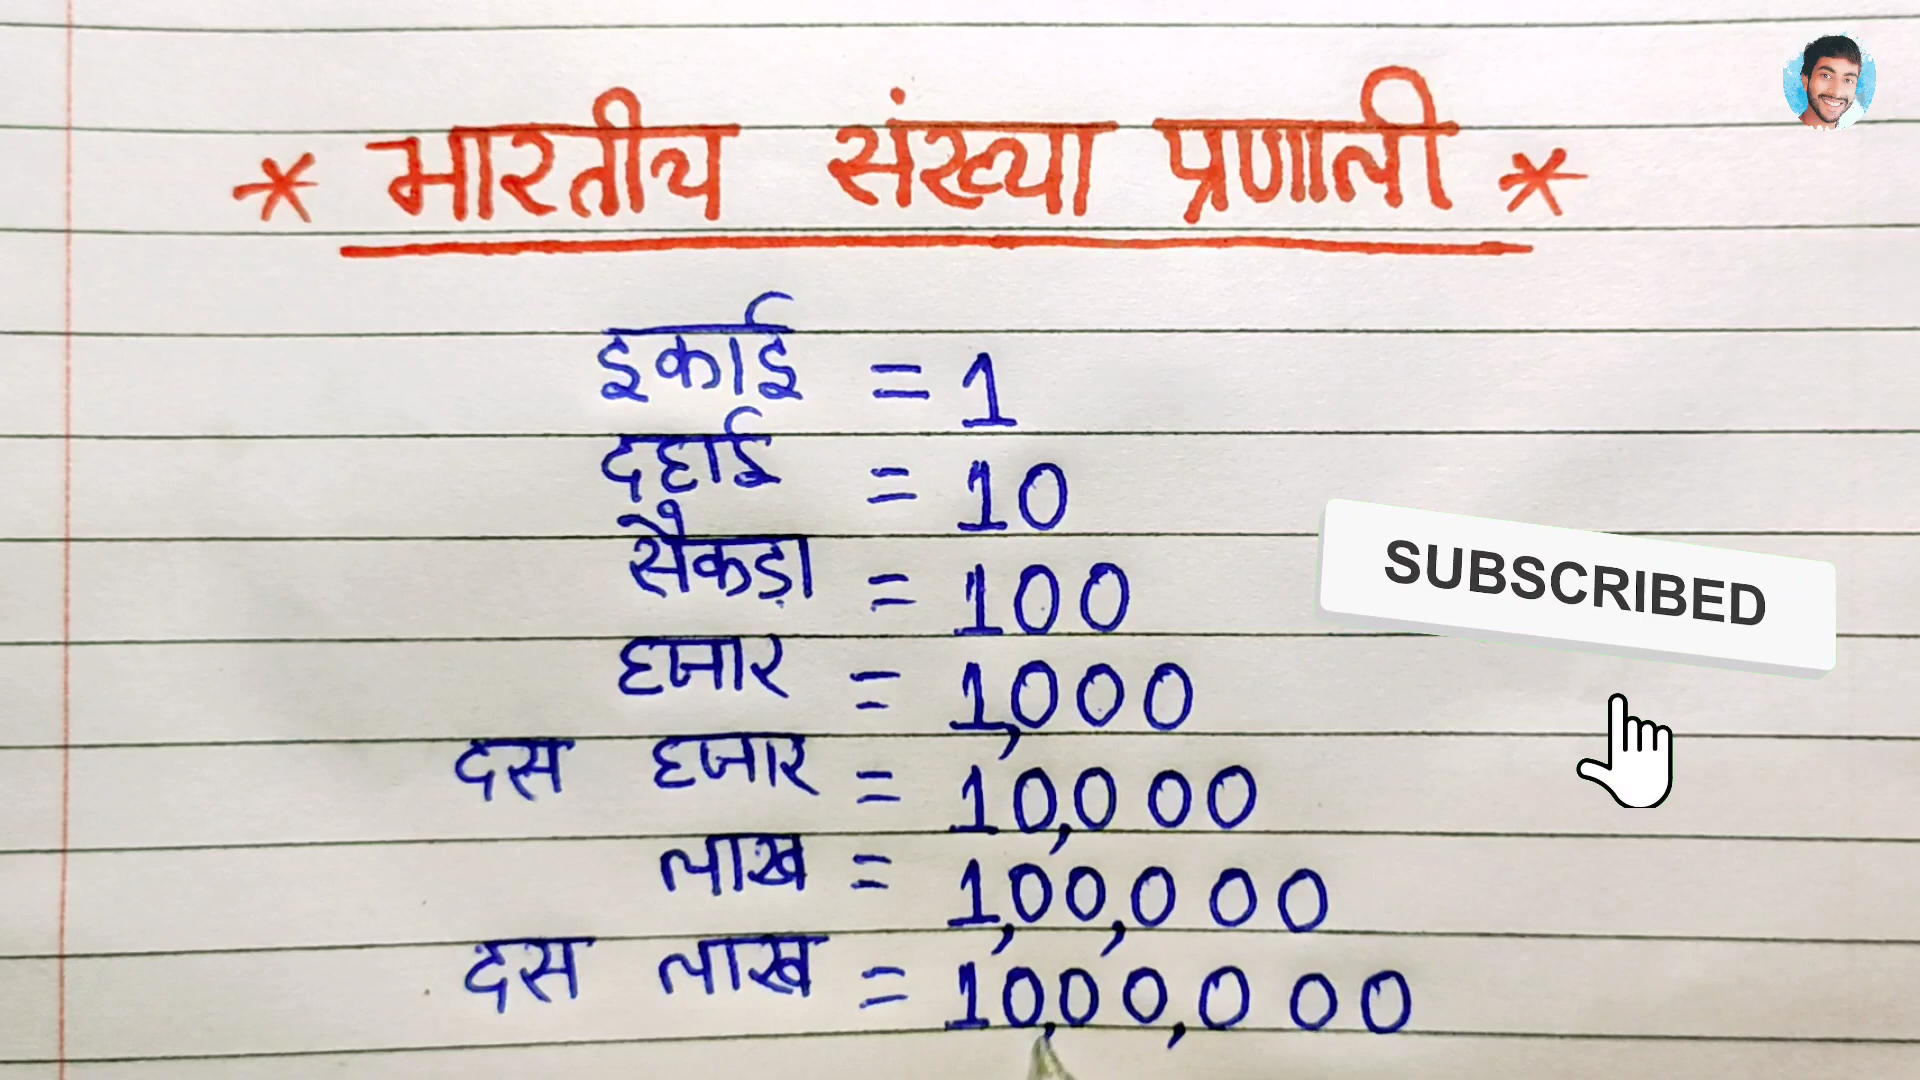 * भारतीय संख्या प्रणाली *
इकाई = 1
दहाई = 10
सैकड़ा = 100
हजार = 1,000
दस हजार = 10,000
लाख = 1,00,000
दस लाख = 10,00,000
SUBSCRIBED